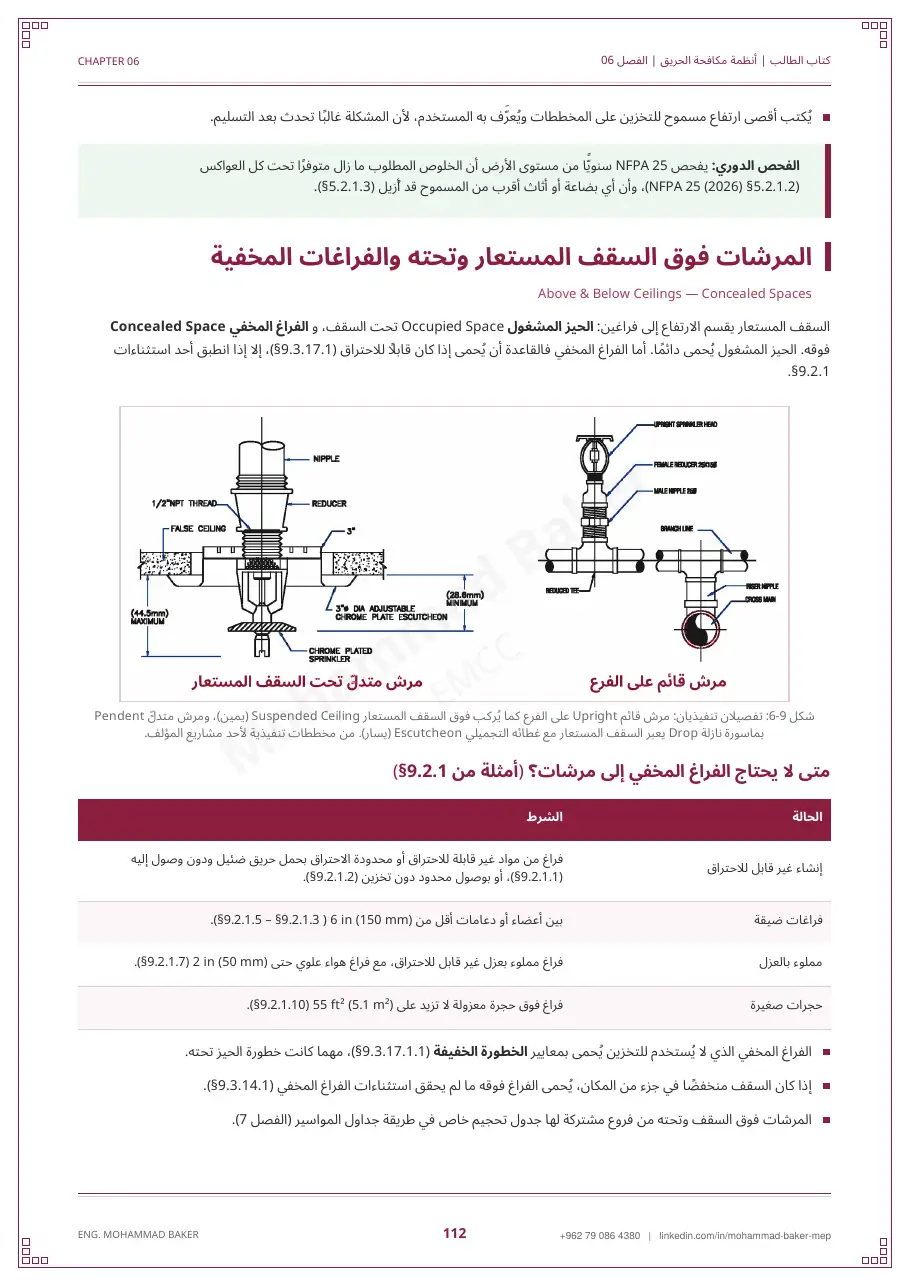 كتاب الطالب | أنظمة مكافحة الحريق | الفصل 06
CHAPTER 06
يُكتب أقصى ارتفاع مسموح للتخزين على المخططات ويُعرَّف به المستخدم، لأن المشكلة غالبًا تحدث بعد التسليم.
الفحص الدوري: يفحص NFPA 25 سنويًّا من مستوى الأرض أن الخلوص المطلوب ما زال متوفرًا تحت كل العواكس
(NFPA 25 (2026) §5.2.1.2)، وأن أي بضاعة أو أثاث أقرب من المسموح قد أُزيل (§5.2.1.3).
المرشات فوق السقف المستعار وتحته والفراغات المخفية
Above & Below Ceilings — Concealed Spaces
السقف المستعار يقسم الارتفاع إلى فراغين: الحيز المشغول Occupied Space تحت السقف، و الفراغ المخفي Concealed Space
فوقه. الحيز المشغول يُحمى دائمًا. أما الفراغ المخفي فالقاعدة أن يُحمى إذا كان قابلًا للاحتراق (§9.3.17.1)، إلا إذا انطبق أحد استثناءات
§9.2.1.
NIPPLE
1/2"NPT THREAD
REDUCER
FALSE CEILING
3"
(44.5mm)
MAXIMUM
3"ø DIA ADJUSTABLE
CHROME PLATE ESCUTCHEON
(28.6mm)
MINIMUM
CHROME PLATED
SPRINKLER
مرش متدلٍّ تحت السقف المستعار
UPRIGHT SPRINKLER HEAD
FEMALE REDUCER
MALE NIPPLE
BRANCH LINE
REDUCED TEE
RISER NIPPLE
CROSS MAIN
مرش قائم على الفرع
Mohammad Baker
EMCC
شكل 9-6: تفصيلان تنفيذيان: مرش قائم Upright على الفرع كما يُركب فوق السقف المستعار Suspended Ceiling (يمين)، ومرش متدلٍّ Pendent
بماسورة نازلة Drop يعبر السقف المستعار مع غطائه التجميلي Escutcheon (يسار). من مخططات تنفيذية لأحد مشاريع المؤلف.
متى لا يحتاج الفراغ المخفي إلى مرشات؟ (أمثلة من §9.2.1)
الحالة
الشرط
إنشاء غير قابل للاحتراق
فراغ من مواد غير قابلة للاحتراق أو محدودة الاحتراق بحمل حريق ضئيل ودون وصول إليه
(§9.2.1.1)، أو بوصول محدود دون تخزين (§9.2.1.2).
فراغات ضيقة
بين أعضاء أو دعامات أقل من 6 in (150 mm) (§9.2.1.3 – §9.2.1.5).
مملوء بالعزل
فراغ مملوء بعزل غير قابل للاحتراق، مع فراغ هواء علوي حتى 2 in (50 mm) (§9.2.1.7).
حجرات صغيرة
فراغ فوق حجرة معزولة لا تزيد على 55 ft² (5.1 m²) (§9.2.1.10).
الفراغ المخفي الذي لا يُستخدم للتخزين يُحمى بمعايير الخطورة الخفيفة (§9.3.17.1.1)، مهما كانت خطورة الحيز تحته.
إذا كان السقف منخفضًا في جزء من المكان، يُحمى الفراغ فوقه ما لم يحقق استثناءات الفراغ المخفي (§9.3.14.1).
المرشات فوق السقف وتحته من فروع مشتركة لها جدول تحجيم خاص في طريقة جداول المواسير (الفصل 7).
ENG. MOHAMMAD BAKER
112
+962 79 086 4380 | linkedin.com/in/mohammad-baker-mep